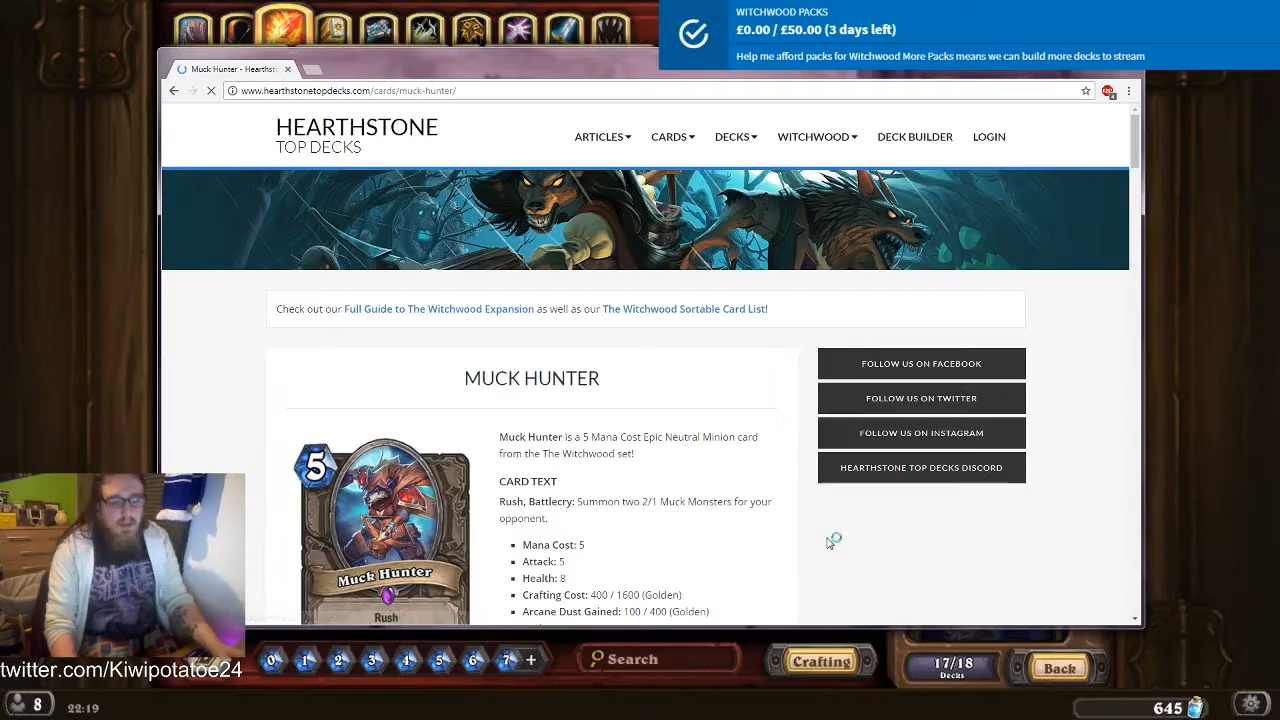 WITCHWOOD PACKS
£0.00 / £50.00 (3 days left)
Help me afford packs for Witchwood More Packs means we can build more decks to stream
Muck Hunter - Hearthsto
www.hearthstonetopdecks.com/cards/muck-hunter/
HEARTHSTONE
TOP DECKS
ARTICLES CARDS DECKS WITCHWOOD DECK BUILDER LOGIN
Check out our Full Guide to The Witchwood Expansion as well as our The Witchwood Sortable Card List!
MUCK HUNTER
FOLLOW US ON FACEBOOK
FOLLOW US ON TWITTER
FOLLOW US ON INSTAGRAM
HEARTHSTONE TOP DECKS DISCORD
5
Muck Hunter
Rush
Muck Hunter is a 5 Mana Cost Epic Neutral Minion card
from the The Witchwood set!
CARD TEXT
Rush, Battlecry: Summon two 2/1 Muck Monsters for your
opponent.
Mana Cost: 5
Attack: 5
Health: 8
Crafting Cost: 400 / 1600 (Golden)
Arcane Dust Gained: 100 / 400 (Golden)
twitter.com/Kiwipotatoe24
0 1 2 3 4 5 6 7 +
Search
Crafting
17/18
Decks
Back
8
22:19
645